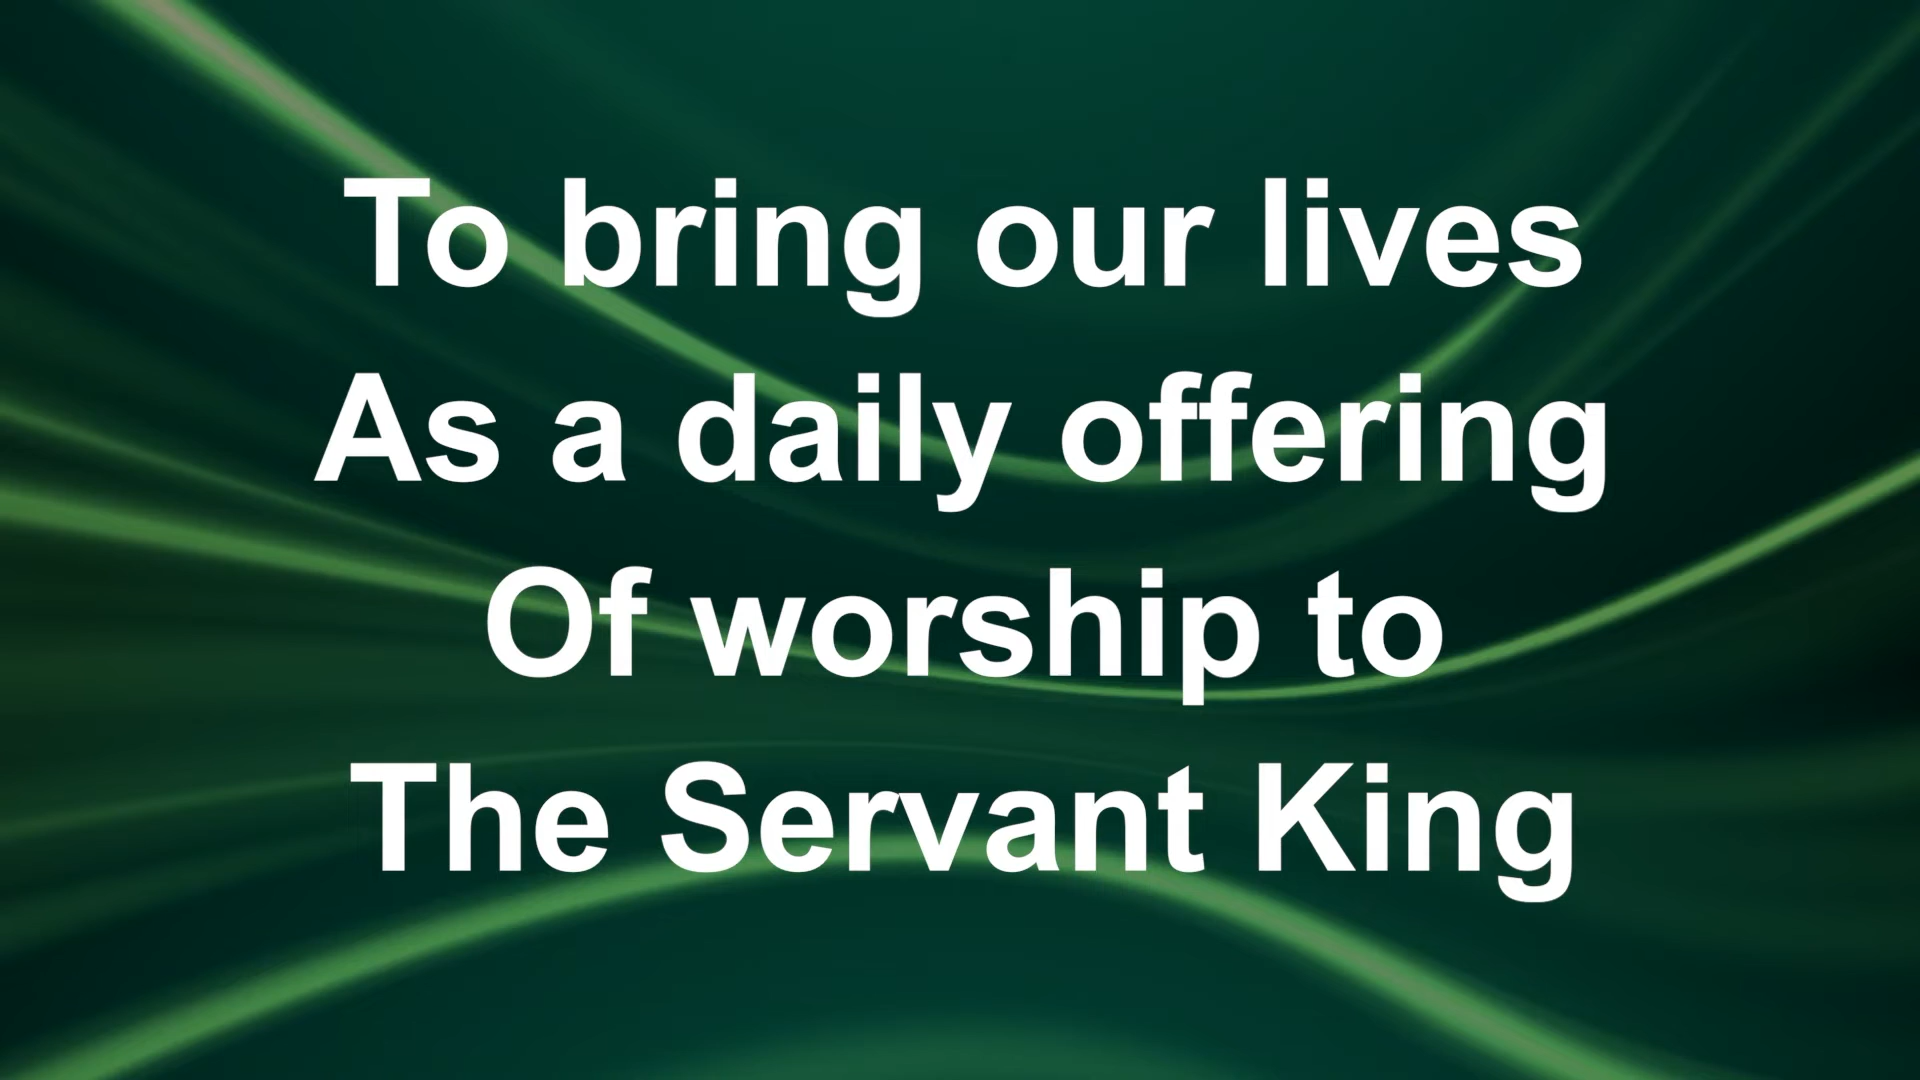 To bring our lives
As a daily offering
Of worship to
The Servant King